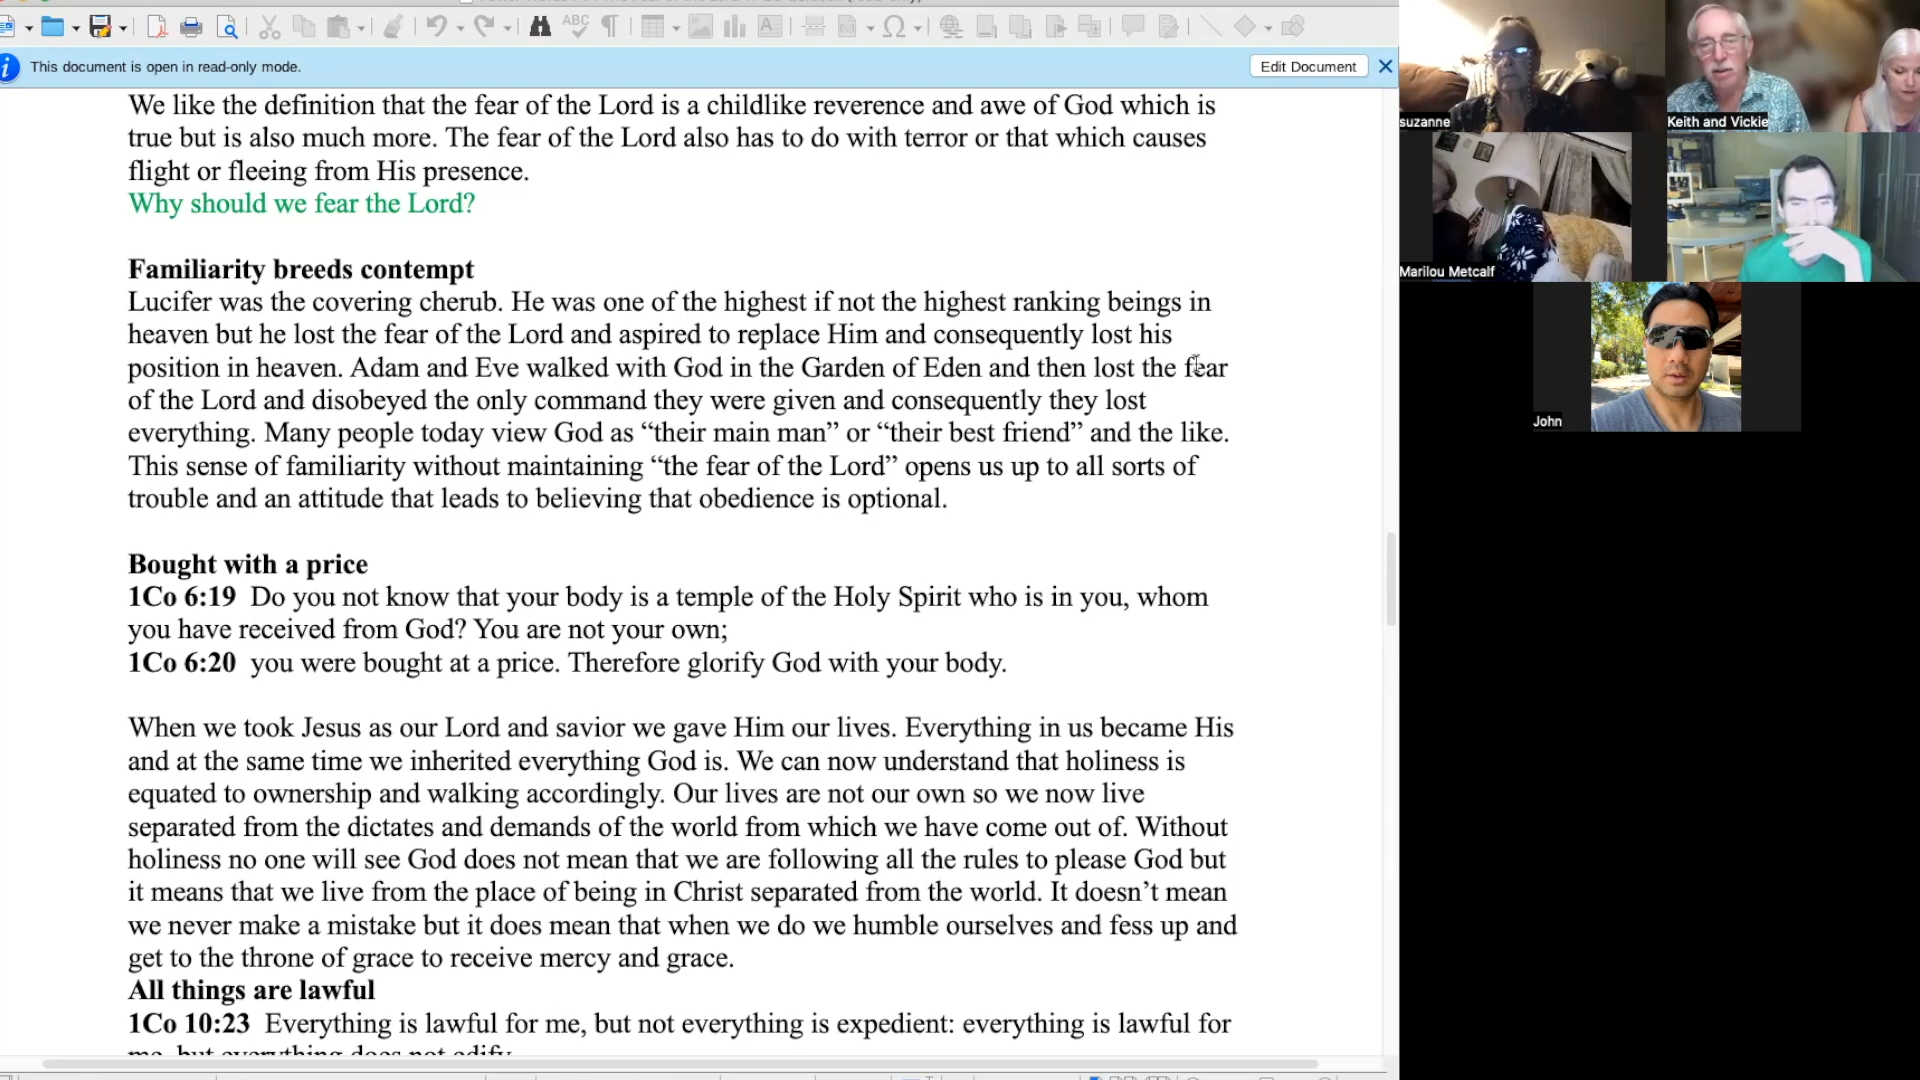 This document is open in read-only mode.
Edit Document
We like the definition that the fear of the Lord is a childlike reverence and awe of God which is
true but is also much more. The fear of the Lord also has to do with terror or that which causes
flight or fleeing from His presence.
Why should we fear the Lord?
Familiarity breeds contempt
Lucifer was the covering cherub. He was one of the highest if not the highest ranking beings in
heaven but he lost the fear of the Lord and aspired to replace Him and consequently lost his
position in heaven. Adam and Eve walked with God in the Garden of Eden and then lost the fear
of the Lord and disobeyed the only command they were given and consequently they lost
everything. Many people today view God as “their main man” or “their best friend” and the like.
This sense of familiarity without maintaining “the fear of the Lord” opens us up to all sorts of
trouble and an attitude that leads to believing that obedience is optional.
Bought with a price
1Co 6:19 Do you not know that your body is a temple of the Holy Spirit who is in you, whom
you have received from God? You are not your own;
1Co 6:20 you were bought at a price. Therefore glorify God with your body.
When we took Jesus as our Lord and savior we gave Him our lives. Everything in us became His
and at the same time we inherited everything God is. We can now understand that holiness is
equated to ownership and walking accordingly. Our lives are not our own so we now live
separated from the dictates and demands of the world from which we have come out of. Without
holiness no one will see God does not mean that we are following all the rules to please God but
it means that we live from the place of being in Christ separated from the world. It doesn’t mean
we never make a mistake but it does mean that when we do we humble ourselves and fess up and
get to the throne of grace to receive mercy and grace.
All things are lawful
1Co 10:23 Everything is lawful for me, but not everything is expedient: everything is lawful for
me, but everything does not edify
suzanne
Keith and Vickie
Marilou Metcalf
John